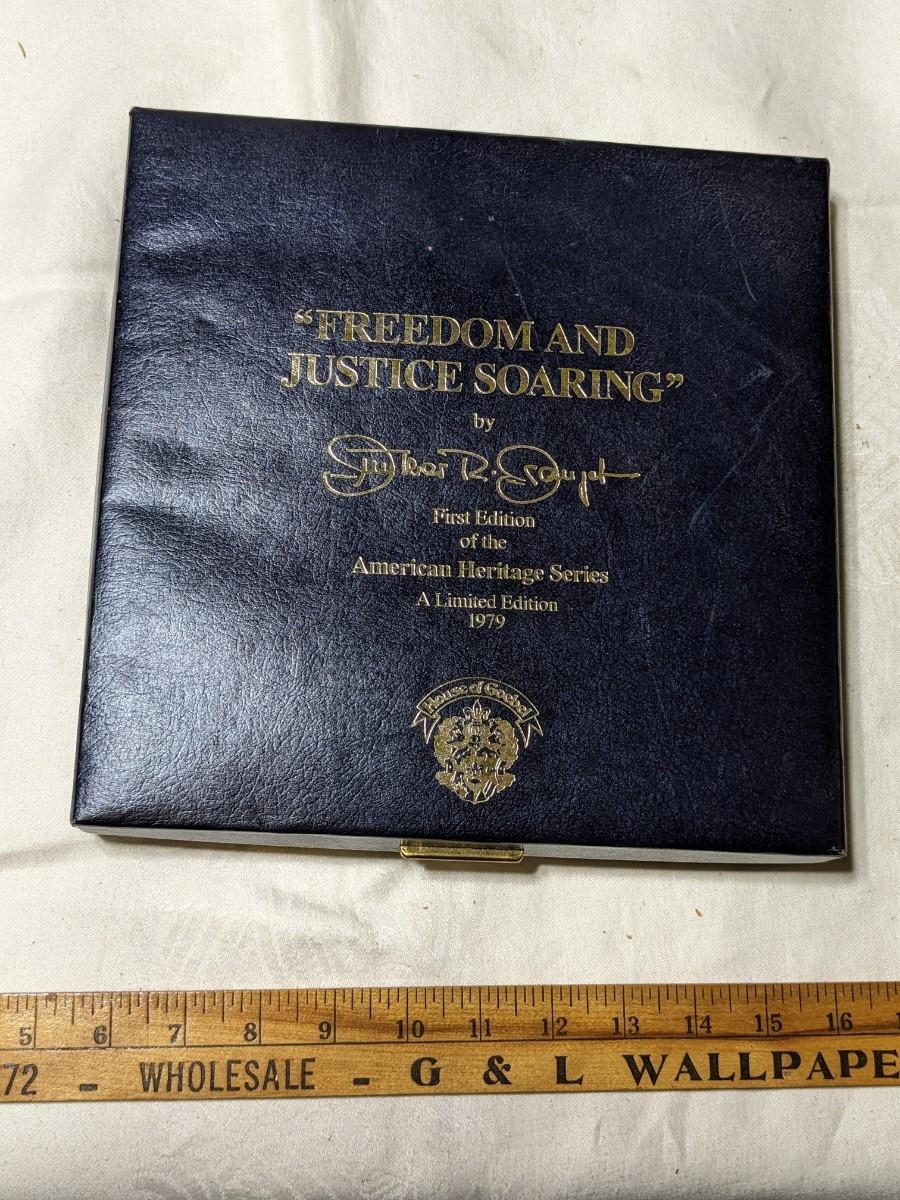 “FREEDOM AND
JUSTICE SOARING”
by
First Edition
of the
American Heritage Series
A Limited Edition
1979
House of Goebel
5 6 7 8 9 10 11 12 13 14 15 16
72 - WHOLESALE - G & L WALLPAPE